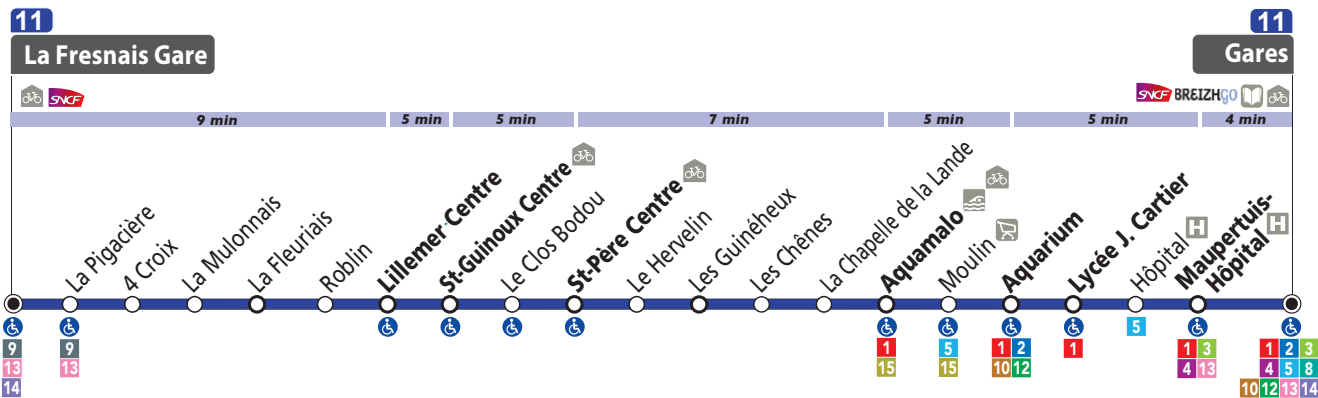 11
11
La Fresnais Gare
Gares
SNCF
SNCF BREIZHGO
9 min
5 min
5 min
7 min
5 min
5 min
4 min
La Pigacière
4 Croix
La Mulonnais
La Fleuriais
Roblin
Lillemer Centre
St-Guinoux Centre
Le Clos Bodou
St-Père Centre
Le Hervelin
Les Guinéheux
Les Chênes
La Chapelle de la Lande
Aquamalo
Moulin
Aquarium
Lycée J. Cartier
Hôpital H
Maupertuis-
Hôpital H
9
13
14
9
13
1
15
5
15
1 2
10 12
1
5
1 3
4 13
1 2 3
4 5 8
10 12 13 14